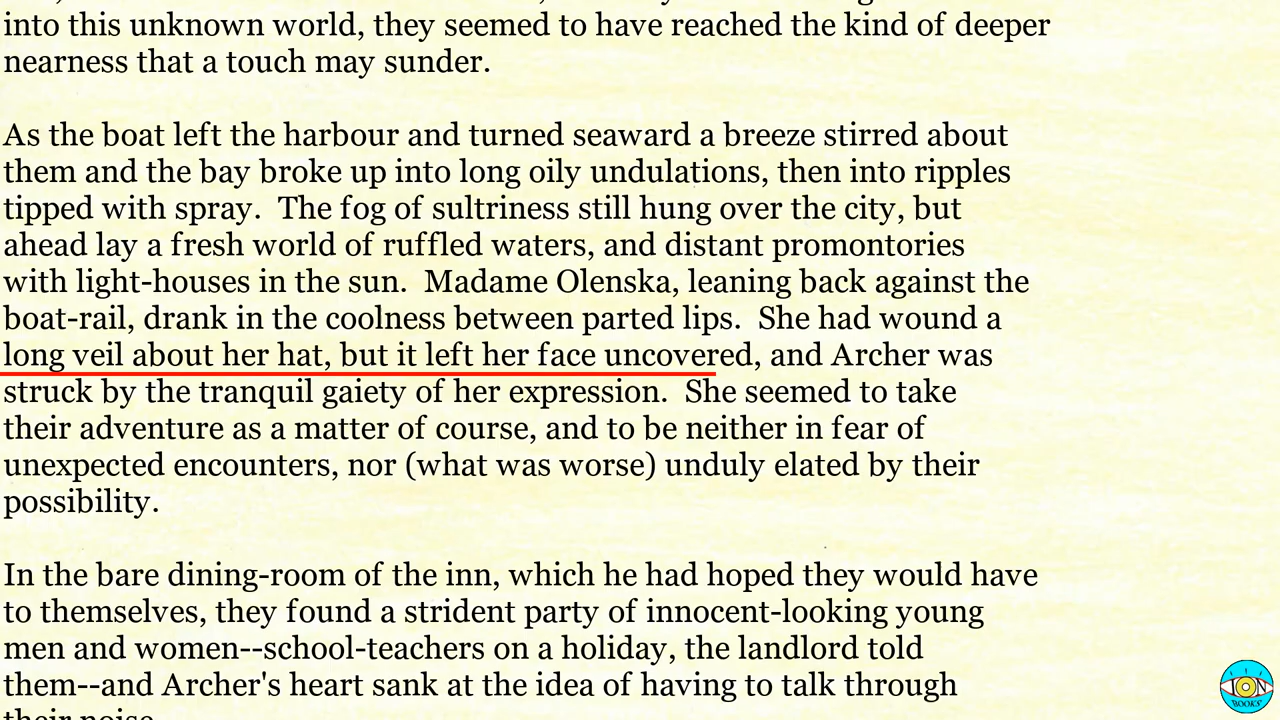 into this unknown world, they seemed to have reached the kind of deeper
nearness that a touch may sunder.
As the boat left the harbour and turned seaward a breeze stirred about
them and the bay broke up into long oily undulations, then into ripples
tipped with spray.  The fog of sultriness still hung over the city, but
ahead lay a fresh world of ruffled waters, and distant promontories
with light-houses in the sun.  Madame Olenska, leaning back against the
boat-rail, drank in the coolness between parted lips.  She had wound a
long veil about her hat, but it left her face uncovered, and Archer was
struck by the tranquil gaiety of her expression.  She seemed to take
their adventure as a matter of course, and to be neither in fear of
unexpected encounters, nor (what was worse) unduly elated by their
possibility.
In the bare dining-room of the inn, which he had hoped they would have
to themselves, they found a strident party of innocent-looking young
men and women--school-teachers on a holiday, the landlord told
them--and Archer's heart sank at the idea of having to talk through
their noise.
ION
BOOKS